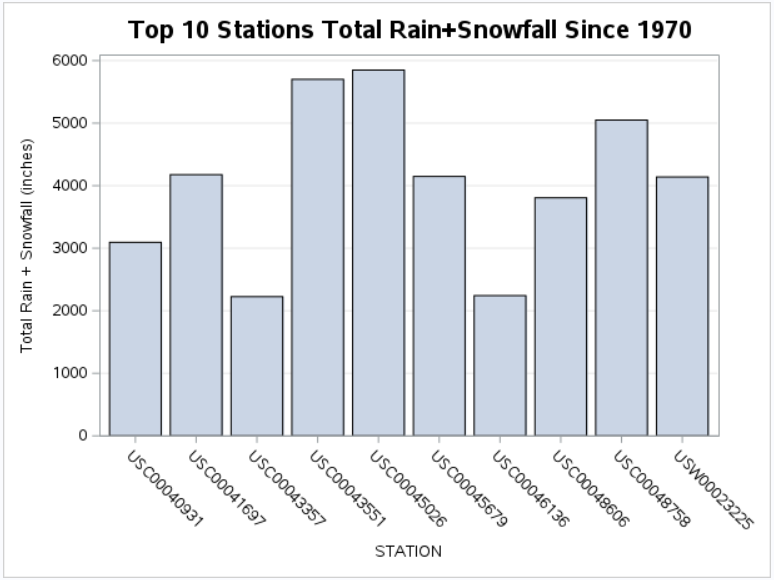 Top 10 Stations Total Rain+Snowfall Since 1970
Total Rain + Snowfall (inches)
6000
5000
4000
3000
2000
1000
0
USC00040931
USC00041697
USC00043357
USC00043551
USC00045026
USC00045679
USC00046136
USC00048606
USC00048758
USW00023225
STATION